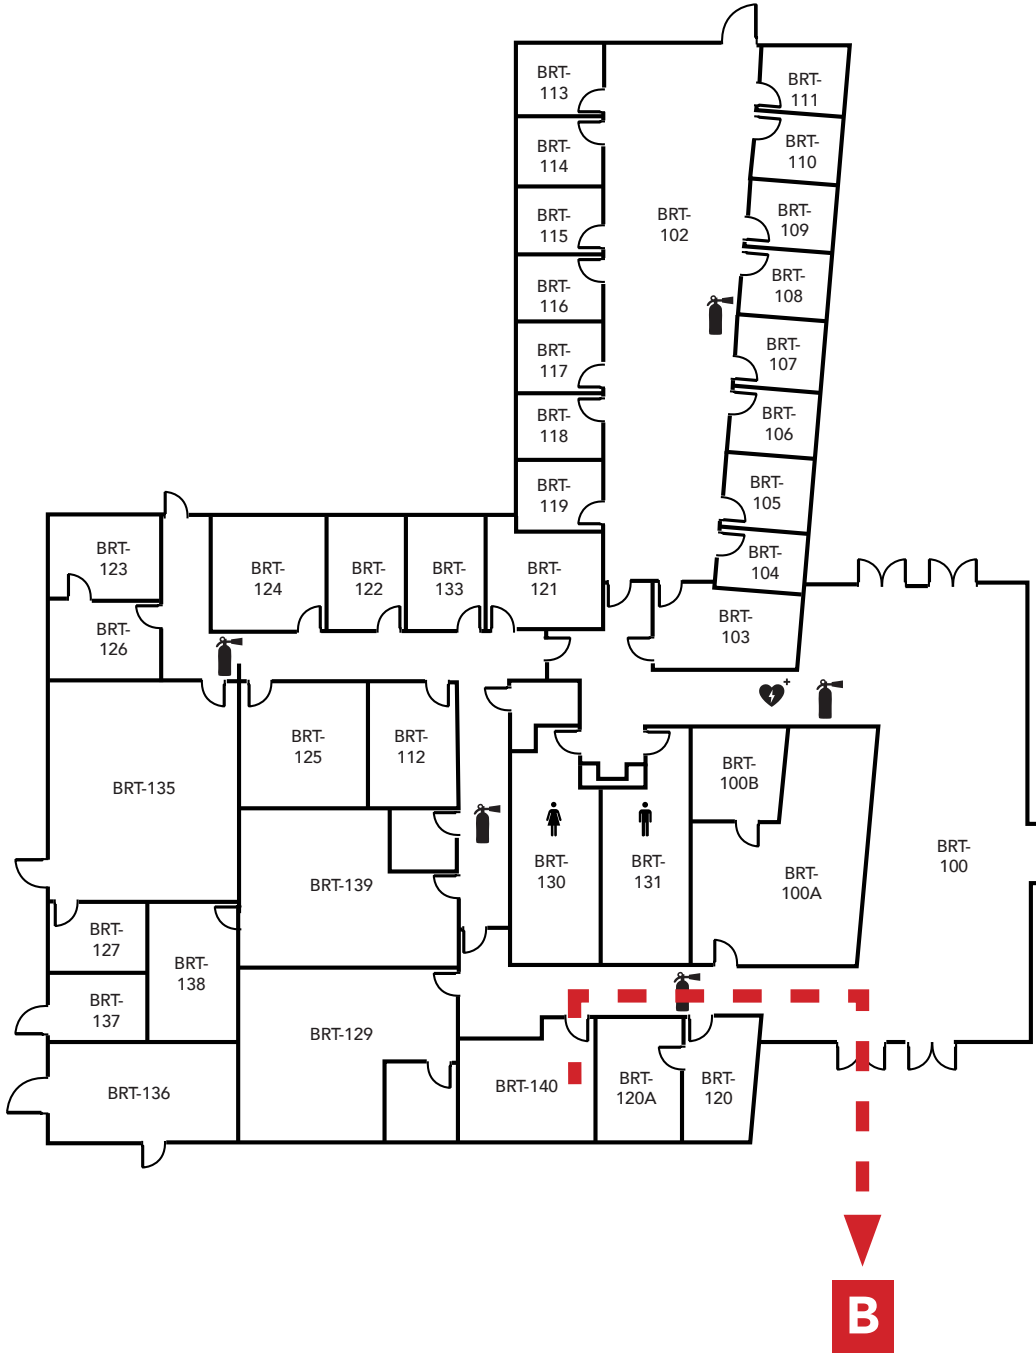 BRT-
113
BRT-
111
BRT-
114
BRT-
110
BRT-
115
BRT-
102
BRT-
109
BRT-
116
BRT-
108
BRT-
117
BRT-
107
BRT-
118
BRT-
106
BRT-
119
BRT-
105
BRT-
123
BRT-
124
BRT-
122
BRT-
133
BRT-
121
BRT-
104
BRT-
126
BRT-
103
BRT-135
BRT-
125
BRT-
112
BRT-
100B
BRT-139
BRT-
130
BRT-
131
BRT-
100A
BRT-
100
BRT-
127
BRT-
138
BRT-
137
BRT-129
BRT-136
BRT-140
BRT-
120A
BRT-
120
B